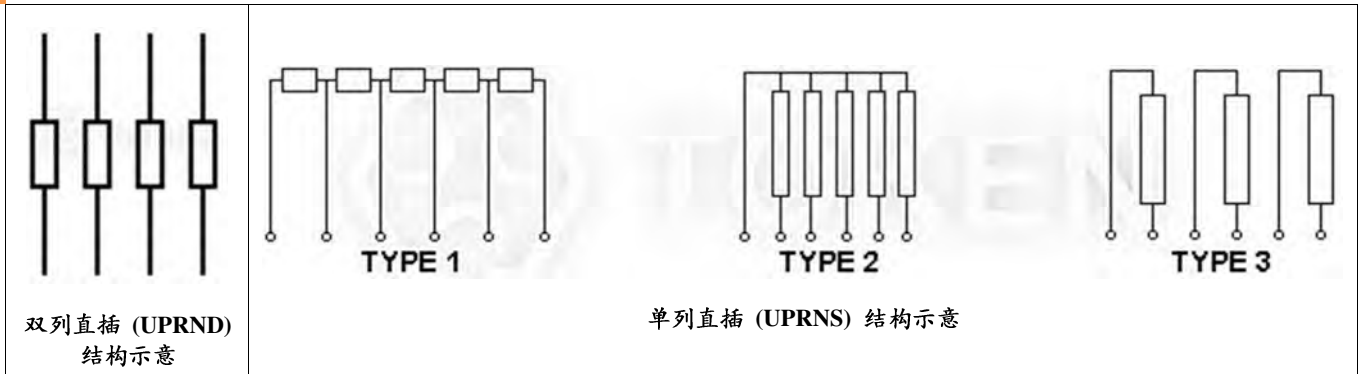 TOKEN
TYPE 1
TYPE 2
TYPE 3
双列直插 (UPRND)
结构示意
单列直插 (UPRNS) 结构示意